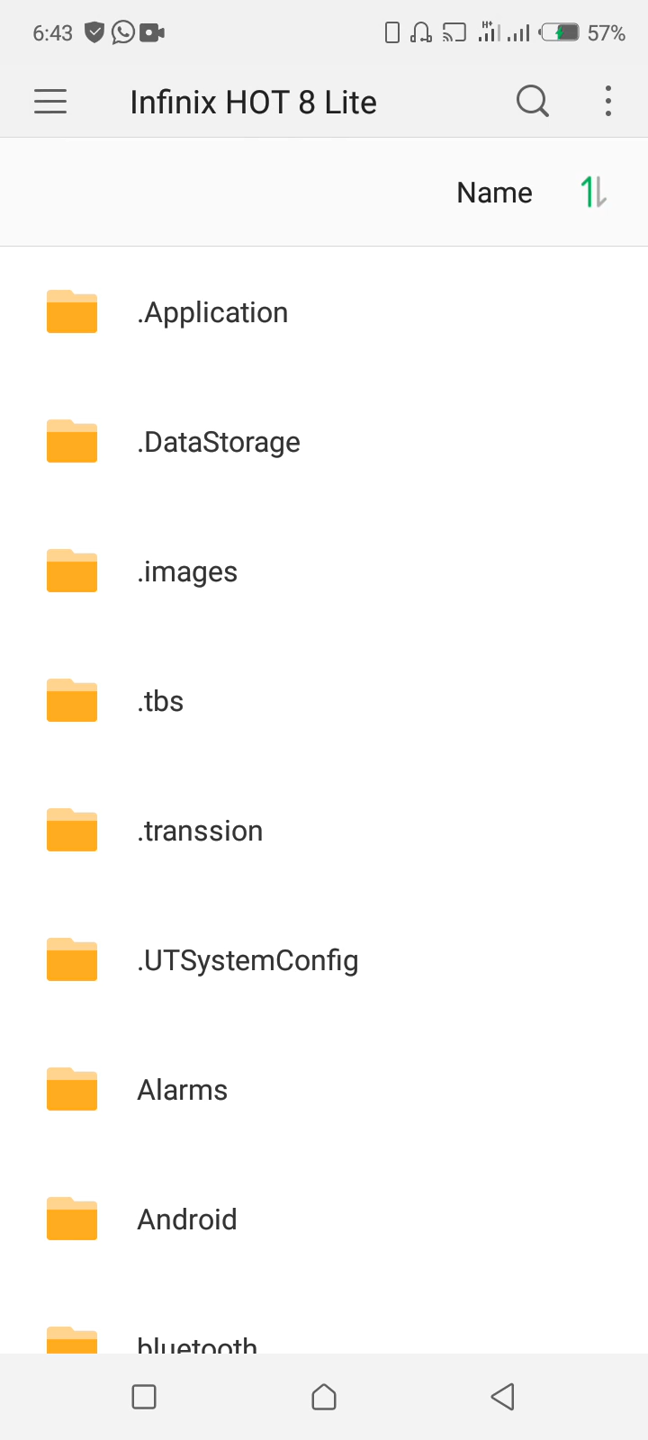 6:43 H+ 57%
Infinix HOT 8 Lite
Name
.Application
.DataStorage
.images
.tbs
.transsion
.UTSystemConfig
Alarms
Android
bluetooth